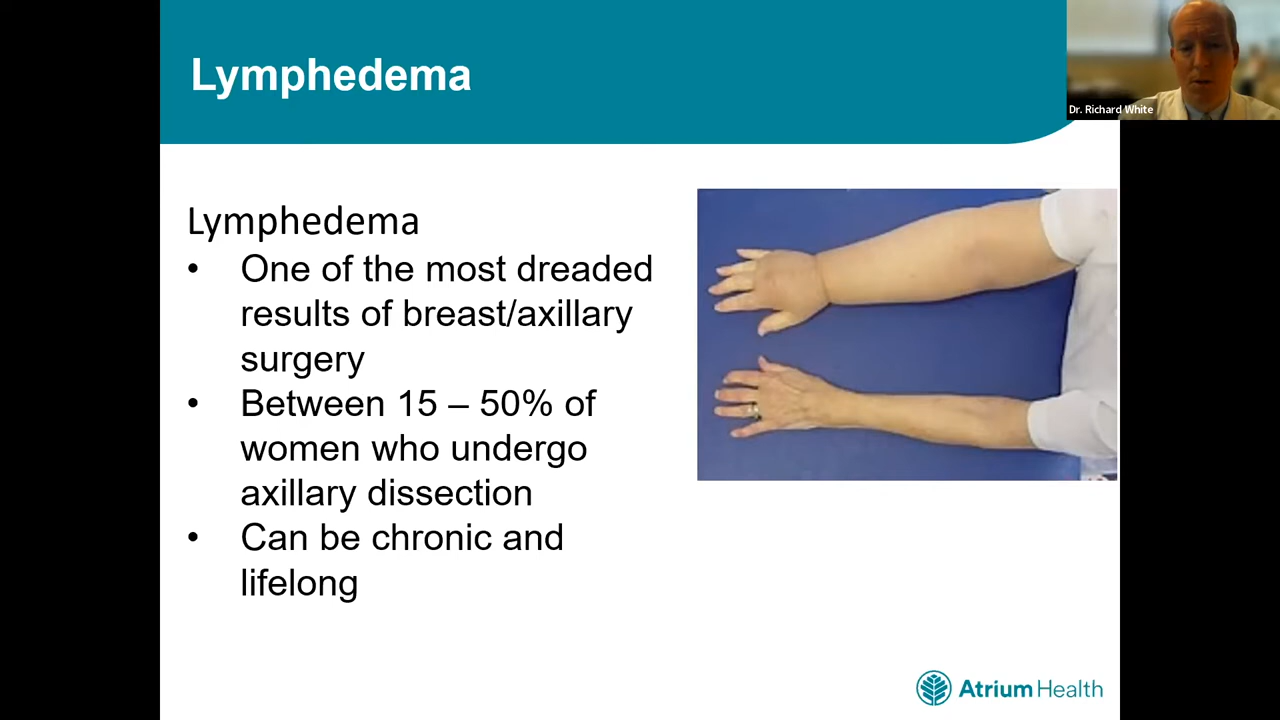 Lymphedema
Dr. Richard White
Lymphedema
• One of the most dreaded
results of breast/axillary
surgery
• Between 15 – 50% of
women who undergo
axillary dissection
• Can be chronic and
lifelong
Atrium Health